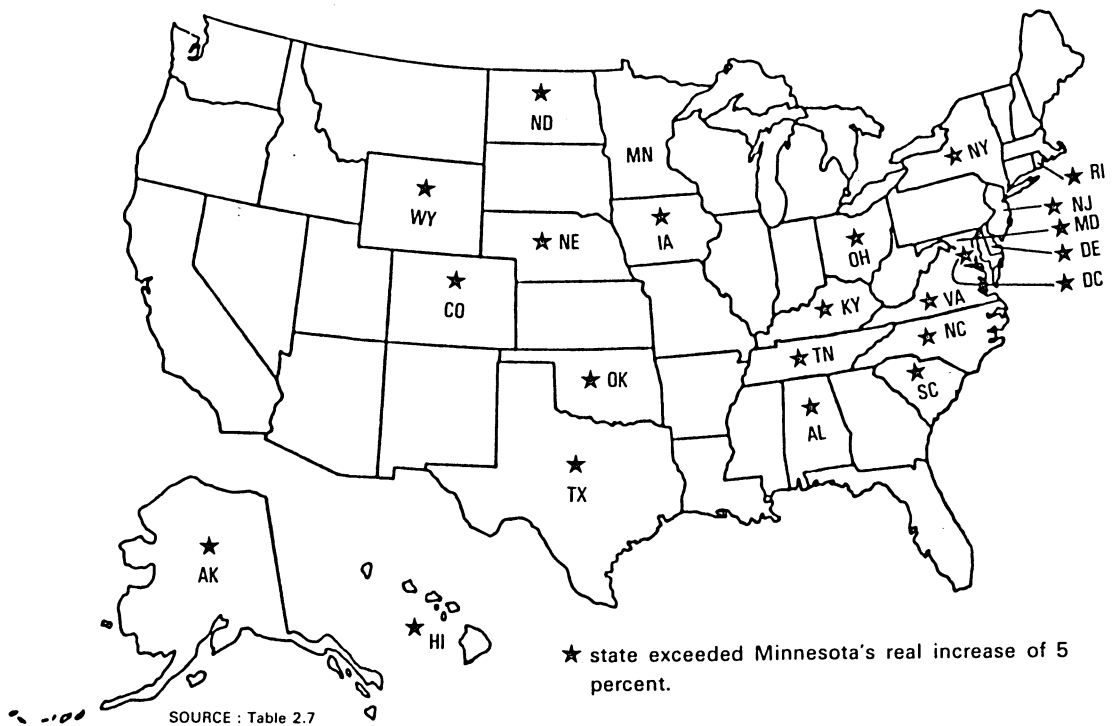 ND
MN
NY
RI
WY
NJ
MD
NE
IA
OH
DE
DC
CO
KY
VA
NC
TN
OK
SC
AL
TX
AK
HI
★ state exceeded Minnesota's real increase of 5
percent.
SOURCE : Table 2.7